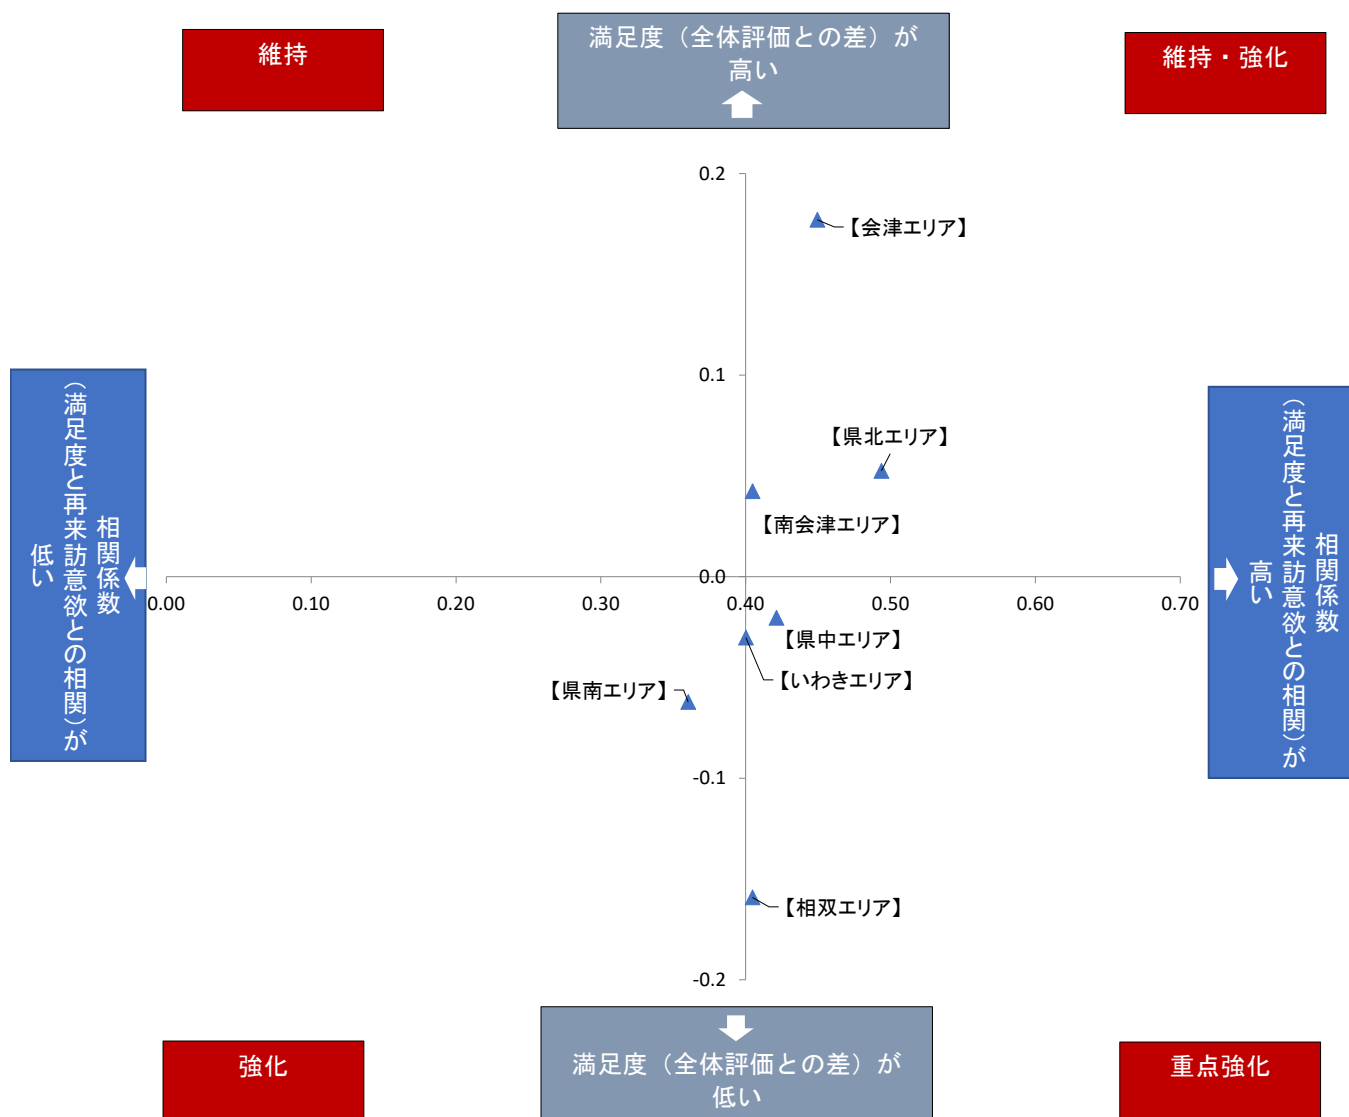 維持
満足度（全体評価との差）が
高い
維持・強化
0.2
【会津エリア】
0.1
【県北エリア】
【南会津エリア】
相関係数
（満足度と再来訪意欲との相関）が
低い
0.0
0.00
0.10
0.20
0.30
0.40
0.50
0.60
0.70
相関係数
（満足度と再来訪意欲との相関）が
高い
【県中エリア】
【いわきエリア】
【県南エリア】
-0.1
【相双エリア】
-0.2
強化
満足度（全体評価との差）が
低い
重点強化